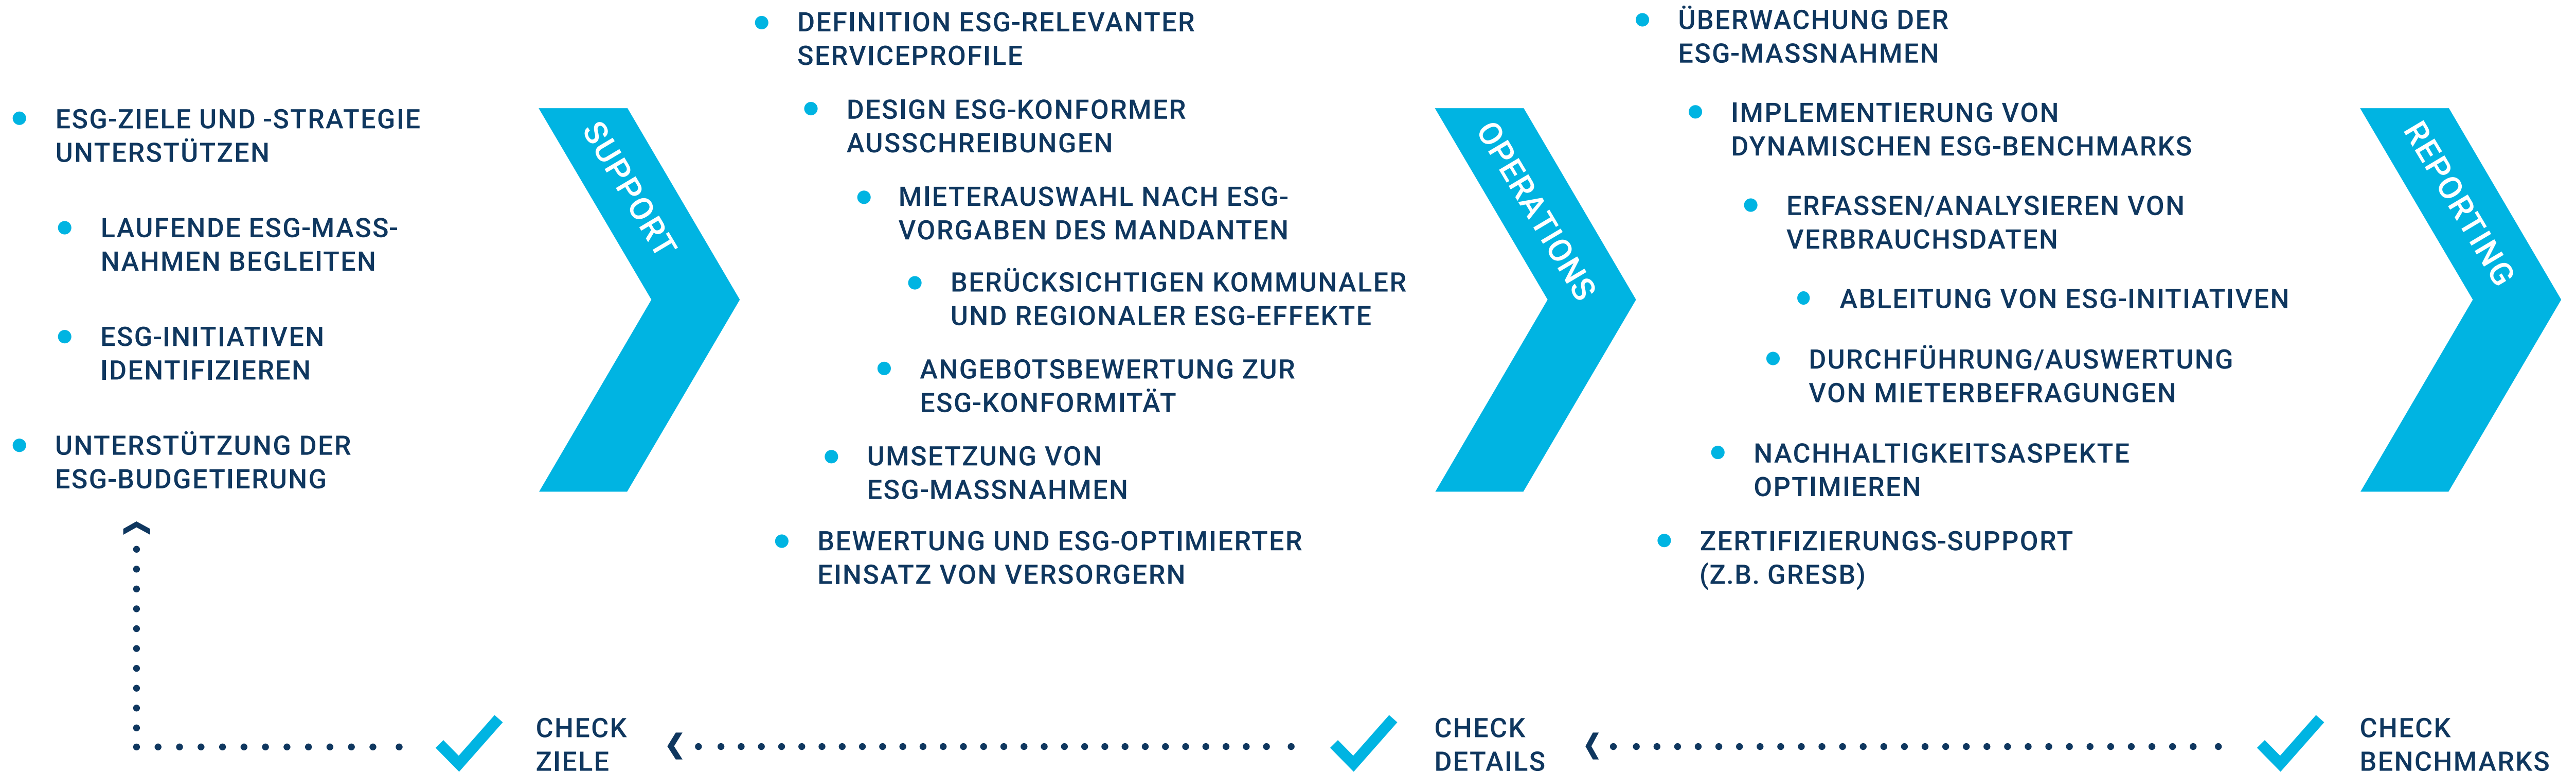 ESG-ZIELE UND -STRATEGIE
UNTERSTÜTZEN
LAUFENDE ESG-MASS-
NAHMEN BEGLEITEN
ESG-INITIATIVEN
IDENTIFIZIEREN
UNTERSTÜTZUNG DER
ESG-BUDGETIERUNG
SUPPORT
DEFINITION ESG-RELEVANTER
SERVICEPROFILE
DESIGN ESG-KONFORMER
AUSSCHREIBUNGEN
MIETERAUSWAHL NACH ESG-
VORGABEN DES MANDANTEN
BERÜCKSICHTIGEN KOMMUNALER
UND REGIONALER ESG-EFFEKTE
ANGEBOTSBEWERTUNG ZUR
ESG-KONFORMITÄT
UMSETZUNG VON
ESG-MASSNAHMEN
BEWERTUNG UND ESG-OPTIMIERTER
EINSATZ VON VERSORGERN
OPERATIONS
ÜBERWACHUNG DER
ESG-MASSNAHMEN
IMPLEMENTIERUNG VON
DYNAMISCHEN ESG-BENCHMARKS
ERFASSEN/ANALYSIEREN VON
VERBRAUCHSDATEN
ABLEITUNG VON ESG-INITIATIVEN
DURCHFÜHRUNG/AUSWERTUNG
VON MIETERBEFRAGUNGEN
NACHHALTIGKEITSASPEKTE
OPTIMIEREN
ZERTIFIZIERUNGS-SUPPORT
(Z.B. GRESB)
REPORTING
CHECK
ZIELE
CHECK
DETAILS
CHECK
BENCHMARKS